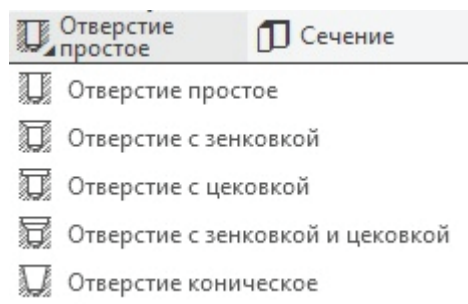 Отверстие
простое
Сечение
Отверстие простое
Отверстие с зенковкой
Отверстие с цековкой
Отверстие с зенковкой и цековкой
Отверстие коническое